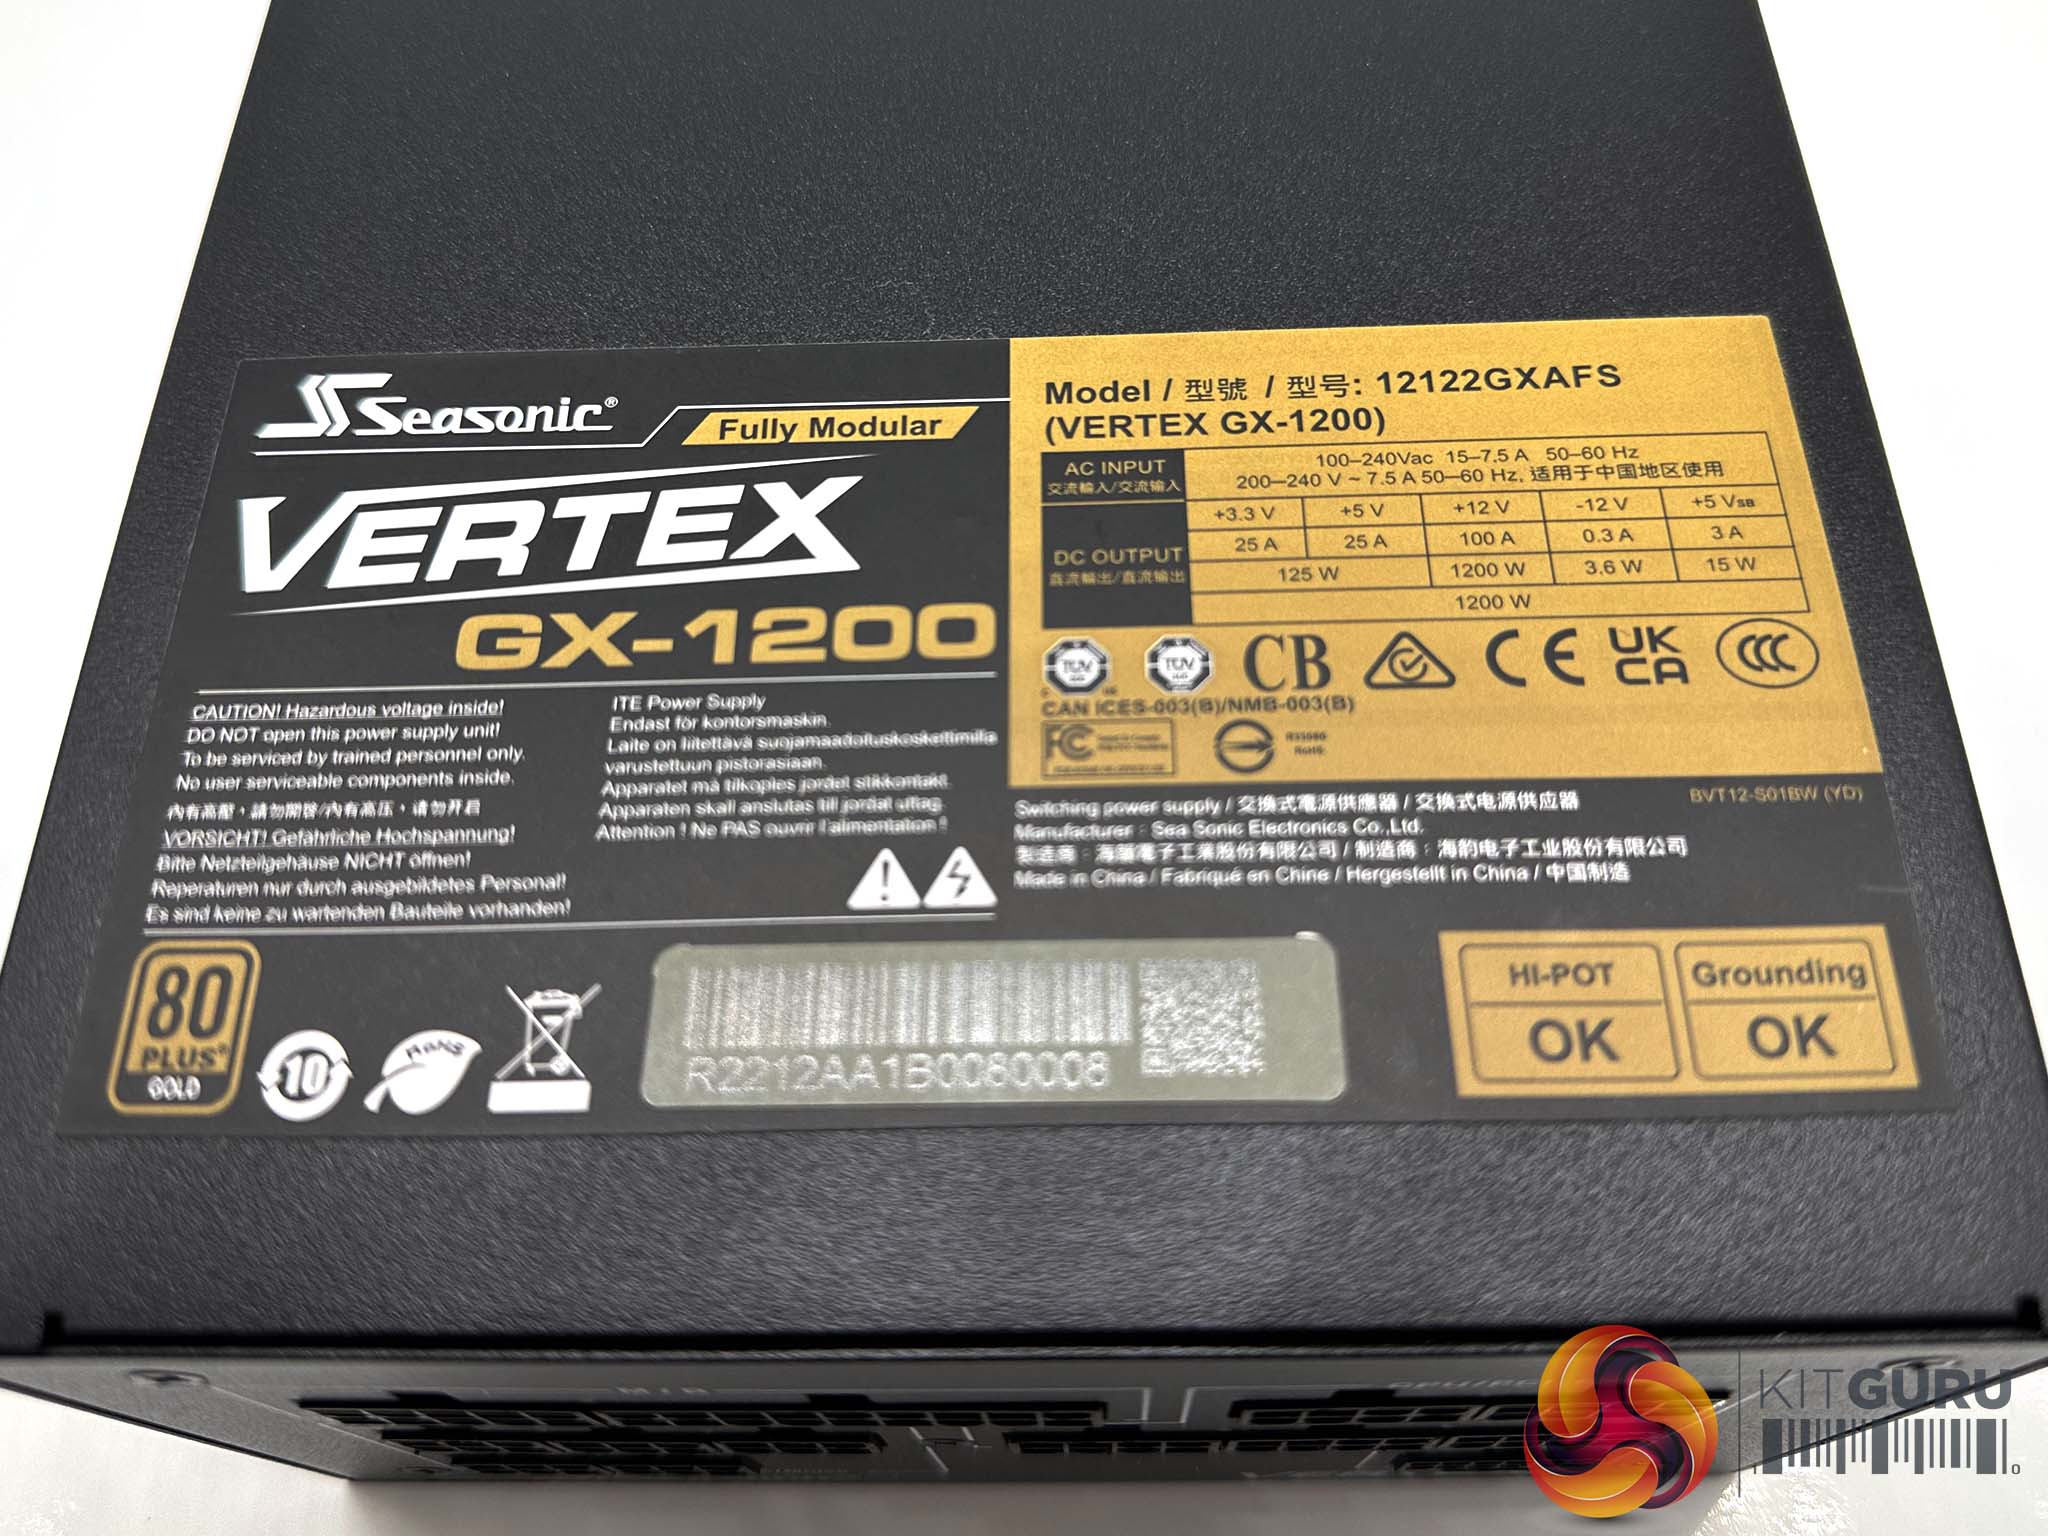 Seasonic®
Fully Modular
VERTEX
GX-1200
CAUTION! Hazardous voltage inside!
DO NOT open this power supply unit!
To be serviced by trained personnel only.
No user serviceable components inside.
內有高壓，請勿開啓/内有高压，请勿开启
VORSICHT! Gefährliche Hochspannung!
Bitte Netzteilgehäuse NICHT öffnen!
Reperaturen nur durch ausgebildetes Personal!
Es sind keine zu wartenden Bauteile vorhanden!
ITE Power Supply
Endast för kontorsmaskin.
Laite on liitettävä suojamaadoituskoskettimilla
varustettuun pistorasiaan.
Apparatet må tilkoples jordet stikkontakt.
Apparaten skall anslutas till jordat uttag.
Attention ! Ne PAS ouvrir l'alimentation !
Model / 型號 / 型号: 12122GXAFS
(VERTEX GX-1200)
AC INPUT
交流輸入/交流输入
100–240Vac 15–7.5 A 50–60 Hz
200–240 V ~ 7.5 A 50–60 Hz, 适用于中国地区使用
DC OUTPUT
直流輸出/直流输出
+3.3 V +5 V +12 V -12 V +5 VSB
25 A 25 A 100 A 0.3 A 3 A
125 W 1200 W 3.6 W 15 W
1200 W
TÜV TÜV CB CE UK CA CCC
CAN ICES-003(B)/NMB-003(B)
FC
RoHS
Switching power supply / 交換式電源供應器 / 交换式电源供应器
BVT12-S01BW (YD)
Manufacturer : Sea Sonic Electronics Co.,Ltd.
製造商 : 海韻電子工業股份有限公司 / 制造商 : 海韵电子工业股份有限公司
Made in China / Fabriqué en Chine / Hergestellt in China / 中国制造
80
PLUS®
GOLD
10
RoHS
R2212AA1B0080008
HI-POT
OK
Grounding
OK
KITGURU